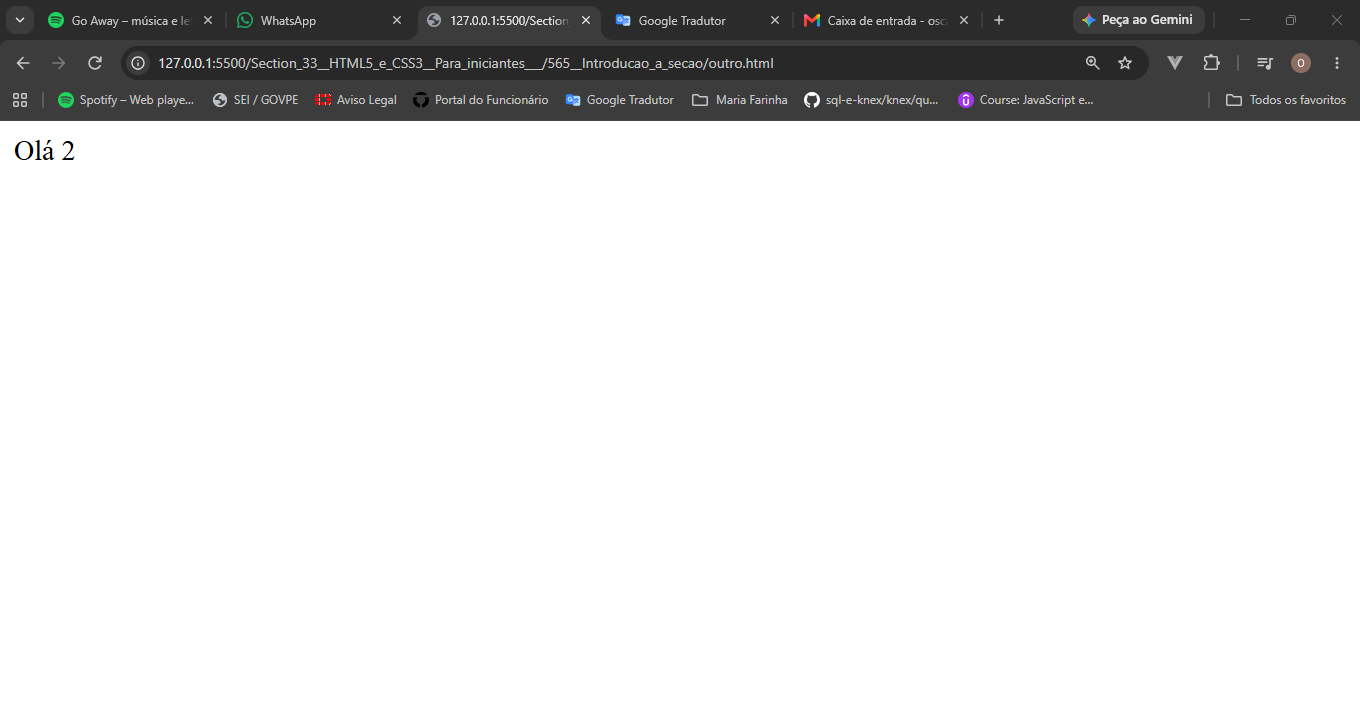 Go Away – música e le
WhatsApp
127.0.0.1:5500/Section
Google Tradutor
Caixa de entrada - osc
Peça ao Gemini
127.0.0.1:5500/Section_33__HTML5_e_CSS3__Para_iniciantes___/565__Introducao_a_secao/outro.html
O
Spotify – Web playe...
SEI / GOVPE
Aviso Legal
Portal do Funcionário
Google Tradutor
Maria Farinha
sql-e-knex/knex/qu...
Course: JavaScript e...
Todos os favoritos
Olá 2